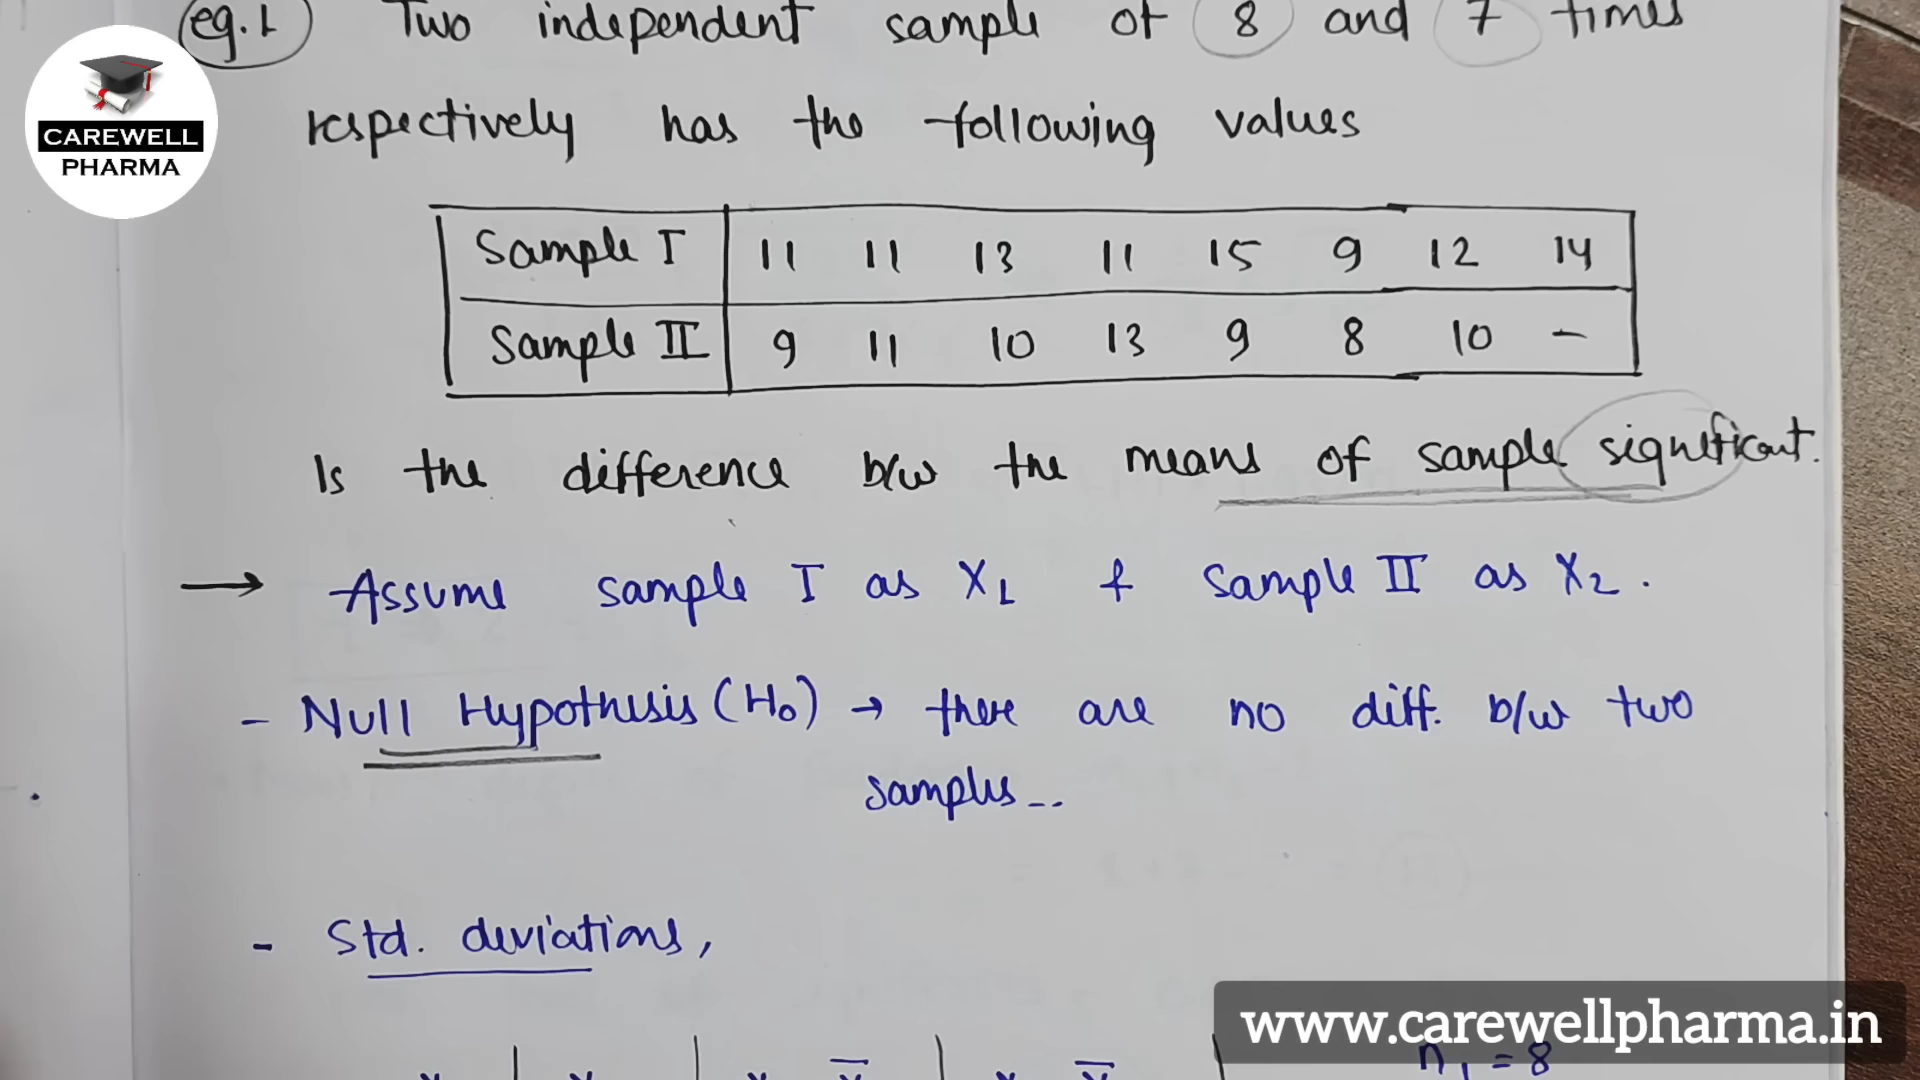 eg.1 Two independent sample of 8 and 7 times
respectively has the following values
CAREWELL
PHARMA
Sample I 11 11 13 11 15 9 12 14
Sample II 9 11 10 13 9 8 10 –
Is the difference b/w the means of sample significant.
→ Assume sample I as X1 & Sample II as X2.
- Null Hypothesis (H0) → there are no diff. b/w two
samples..
- Std. deviations,
www.carewellpharma.in
n1 = 8